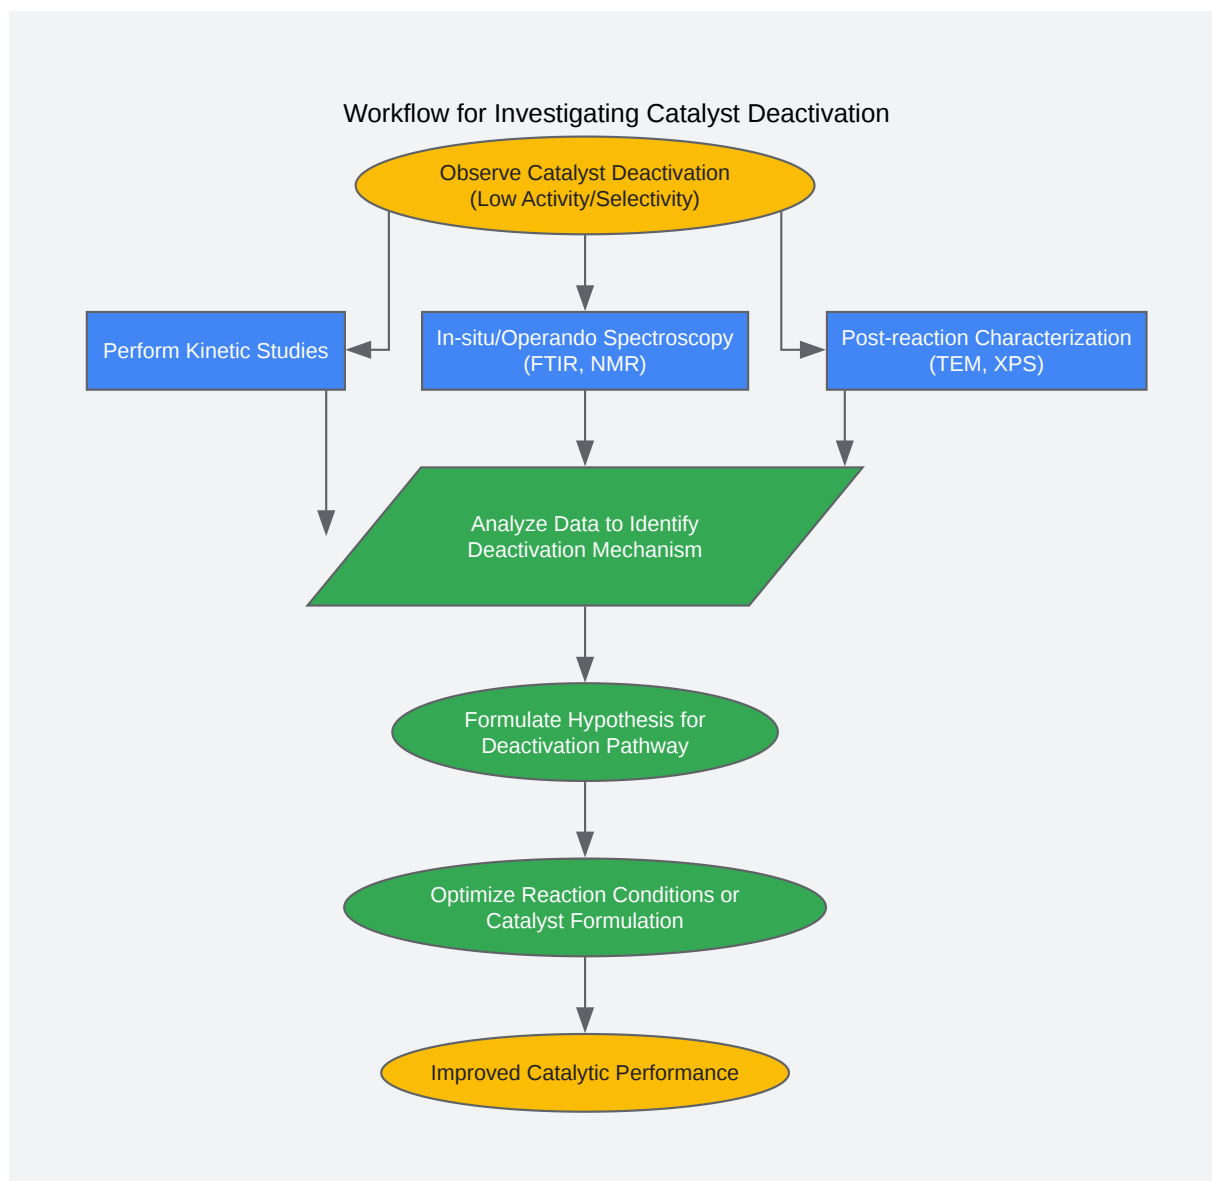 Workflow for Investigating Catalyst Deactivation
Observe Catalyst Deactivation
(Low Activity/Selectivity)
Perform Kinetic Studies
In-situ/Operando Spectroscopy
(FTIR, NMR)
Post-reaction Characterization
(TEM, XPS)
Analyze Data to Identify
Deactivation Mechanism
Formulate Hypothesis for
Deactivation Pathway
Optimize Reaction Conditions or
Catalyst Formulation
Improved Catalytic Performance